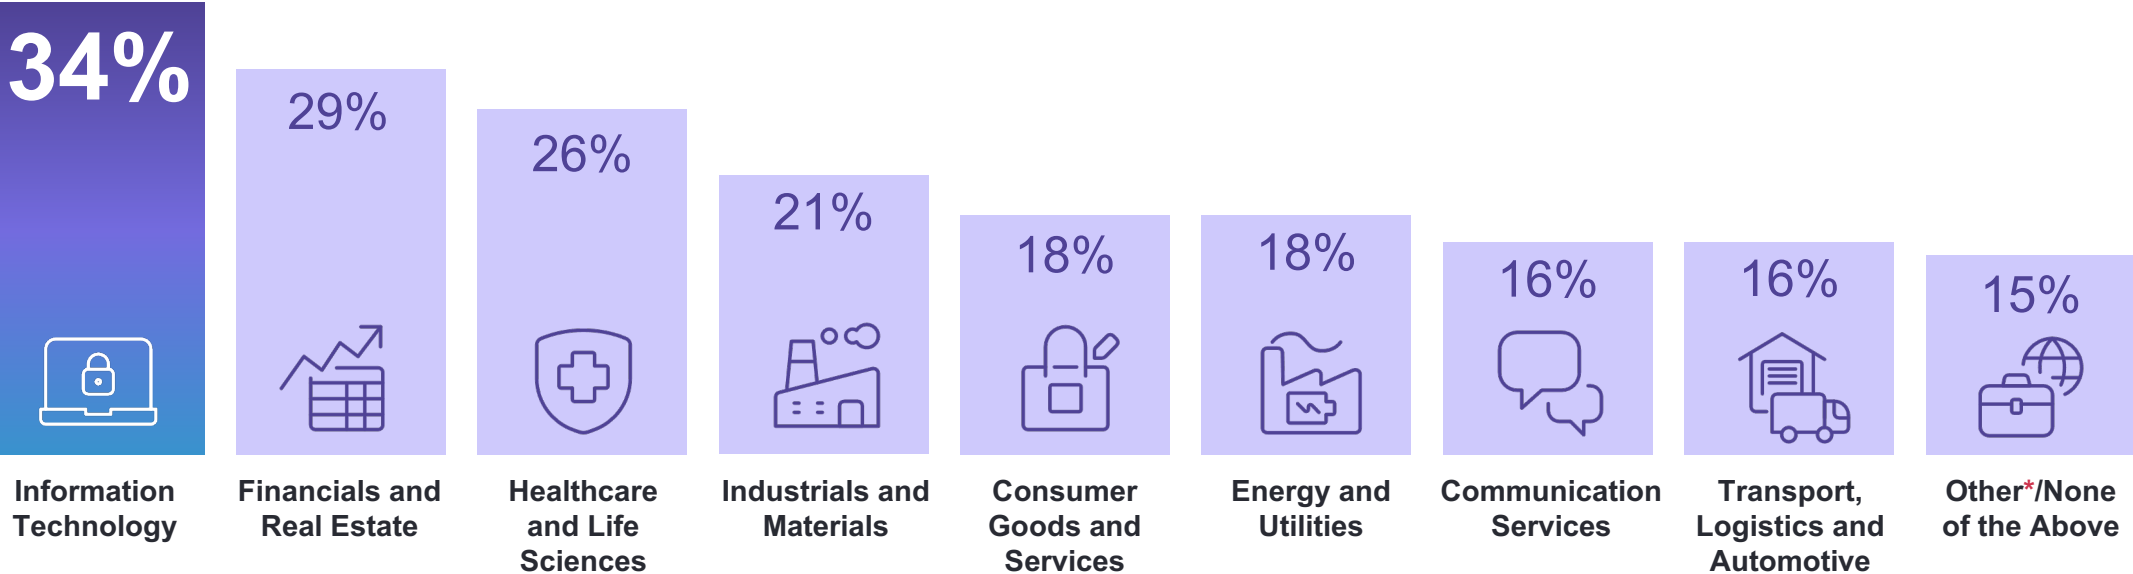 34%
29%
26%
21%
18%
18%
16%
16%
15%
Information
Technology
Financials and
Real Estate
Healthcare
and Life
Sciences
Industrials and
Materials
Consumer
Goods and
Services
Energy and
Utilities
Communication
Services
Transport,
Logistics and
Automotive
Other*/None
of the Above